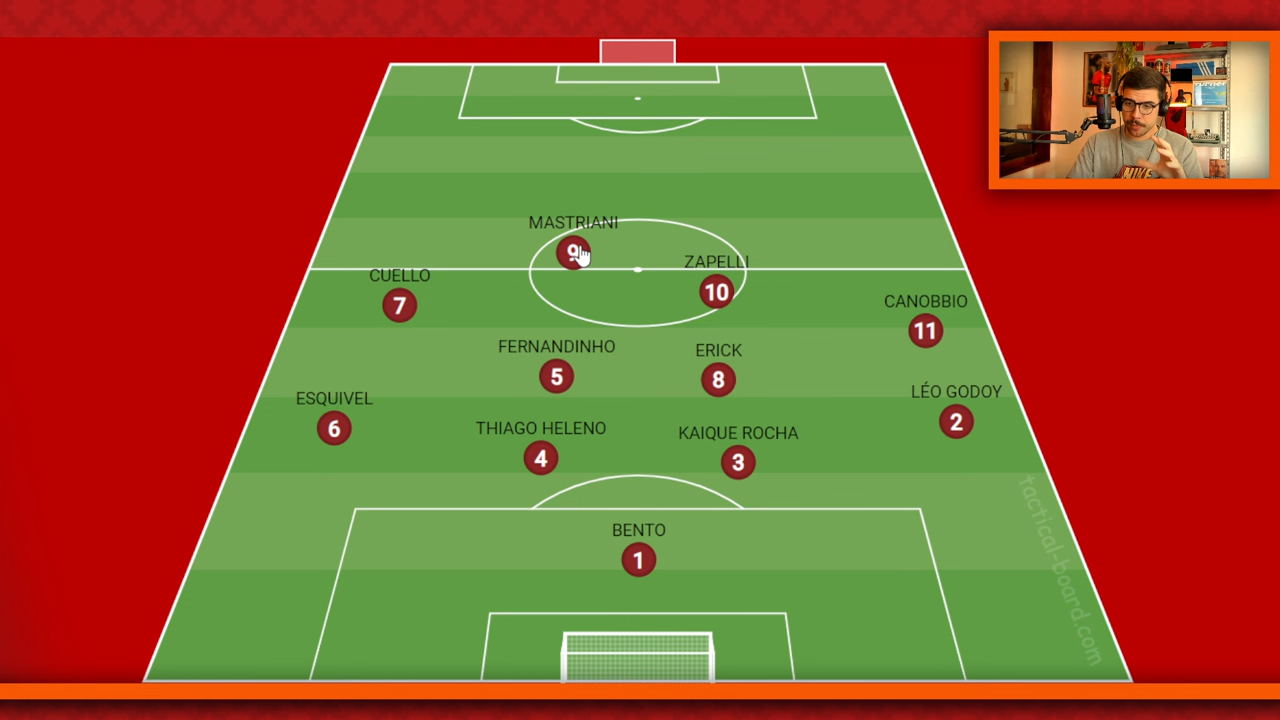 MASTRIANI
9
ZAPELLI
10
CUELLO
7
CANOBBIO
11
FERNANDINHO
5
ERICK
8
ESQUIVEL
6
LÉO GODOY
2
THIAGO HELENO
4
KAIQUE ROCHA
3
BENTO
1
tactical-board.com
NIKE